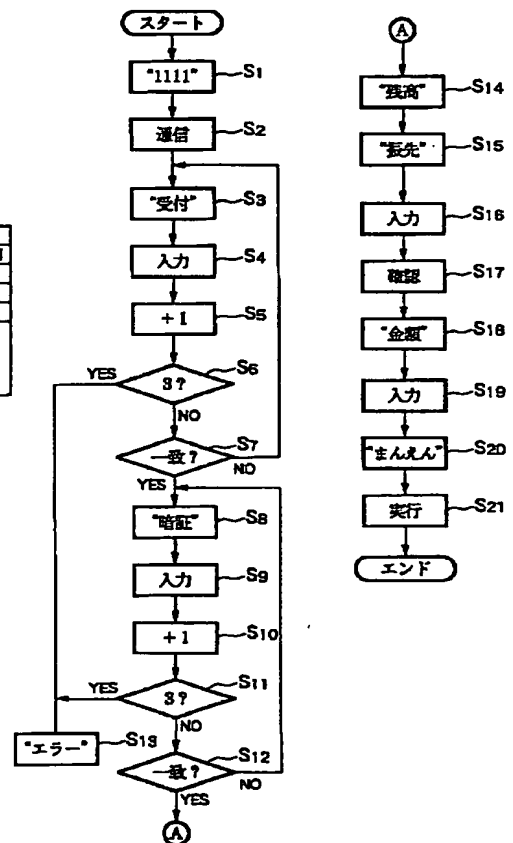 スタート
"1111" S1
通信 S2
"受付" S3
入力 S4
+1 S5
3? S6
YES
NO
一致? S7
YES NO
"暗証" S8
入力 S9
+1 S10
3? S11
YES
NO
"エラー" S13
一致? S12
NO
YES
A
A
"残高" S14
"振先" S15
入力 S16
確認 S17
"金額" S18
入力 S19
"まんえん" S20
実行 S21
エンド